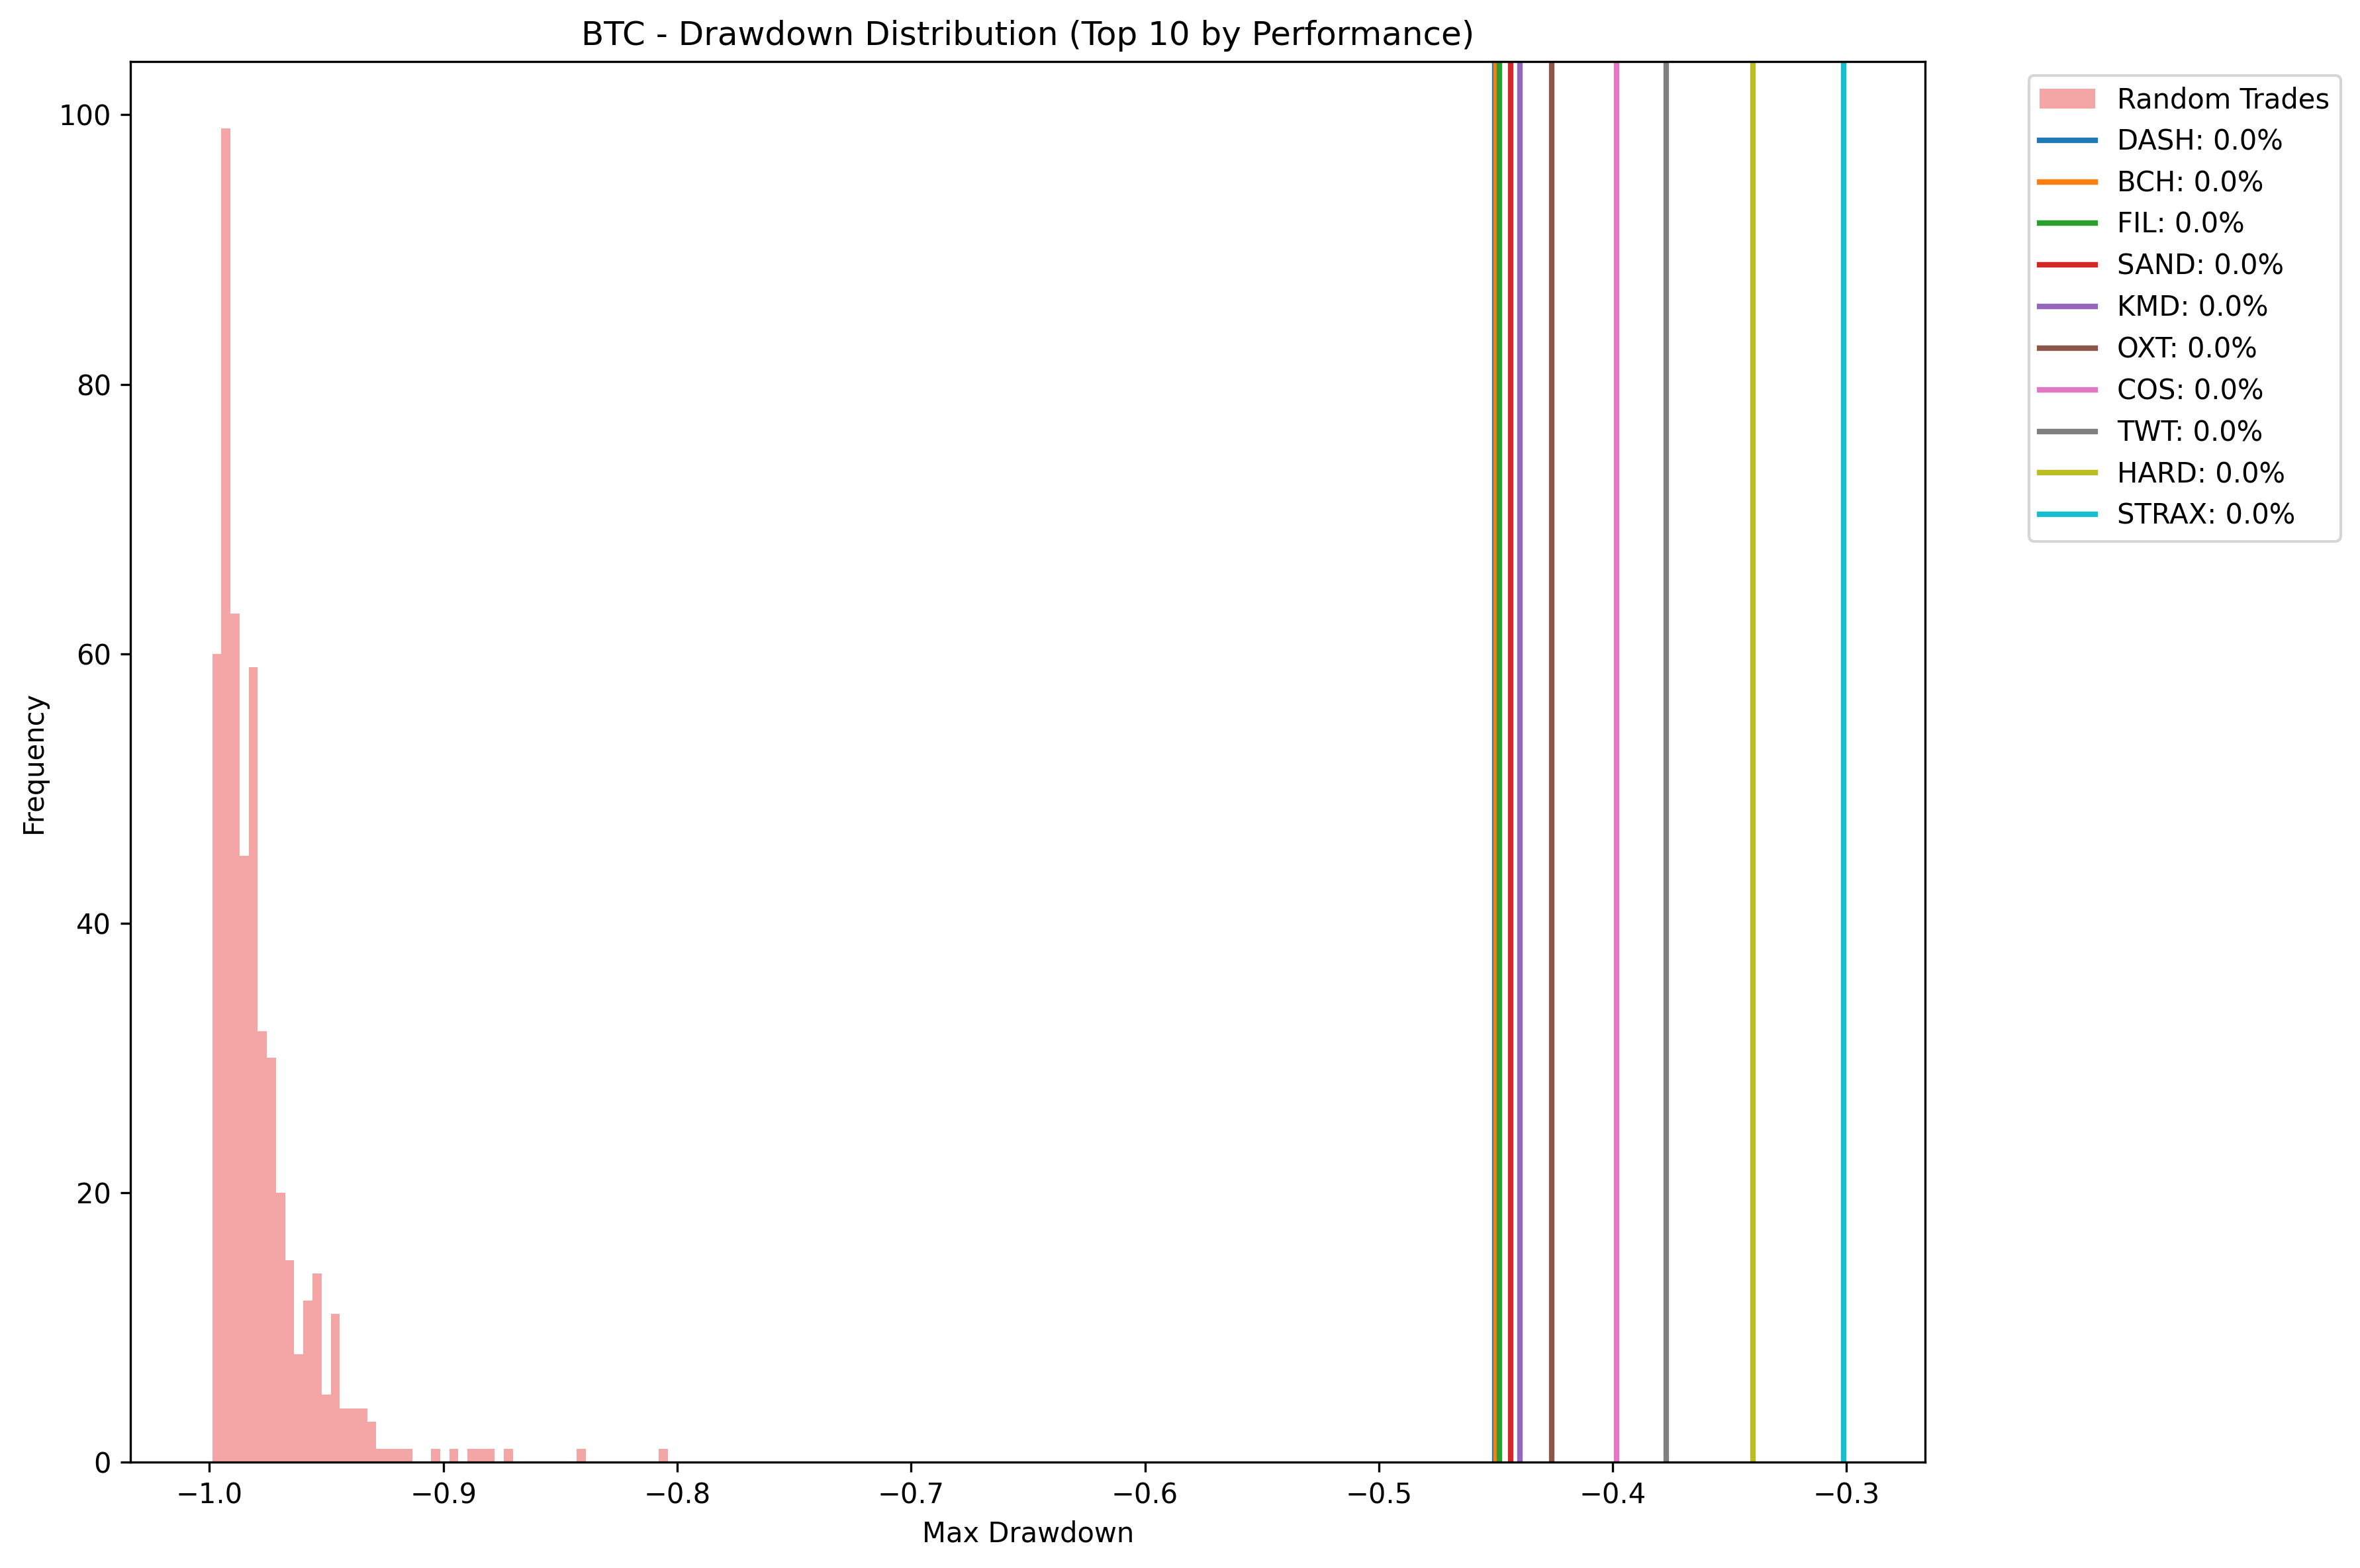 BTC - Drawdown Distribution (Top 10 by Performance)
100
80
60
40
20
0
Frequency
−1.0
−0.9
−0.8
−0.7
−0.6
−0.5
−0.4
−0.3
Max Drawdown
Random Trades
DASH: 0.0%
BCH: 0.0%
FIL: 0.0%
SAND: 0.0%
KMD: 0.0%
OXT: 0.0%
COS: 0.0%
TWT: 0.0%
HARD: 0.0%
STRAX: 0.0%